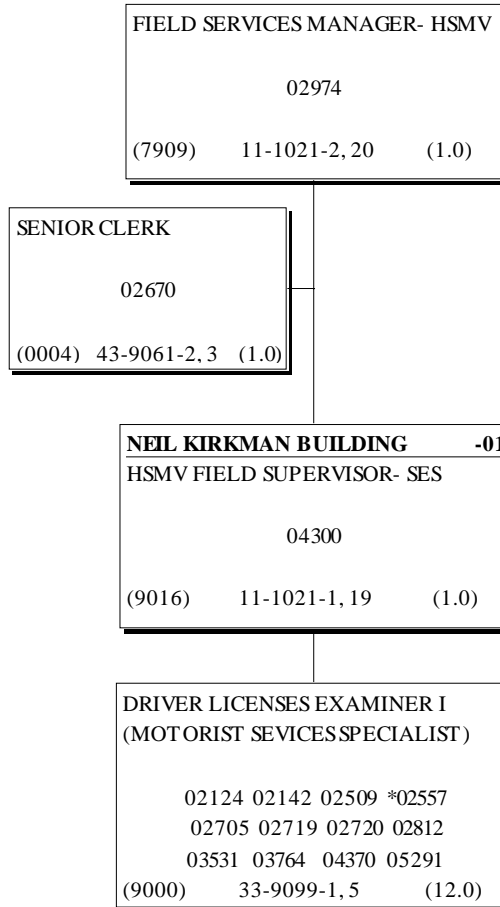 FIELD SERVICES MANAGER- HSMV
02974
(7909) 11-1021-2, 20 (1.0)
SENIOR CLERK
02670
(0004) 43-9061-2, 3 (1.0)
NEIL KIRKMAN BUILDING -01
HSMV FIELD SUPERVISOR- SES
04300
(9016) 11-1021-1, 19 (1.0)
DRIVER LICENSES EXAMINER I
(MOTORIST SEVICES SPECIALIST)
02124 02142 02509 *02557
02705 02719 02720 02812
03531 03764 04370 05291
(9000) 33-9099-1, 5 (12.0)